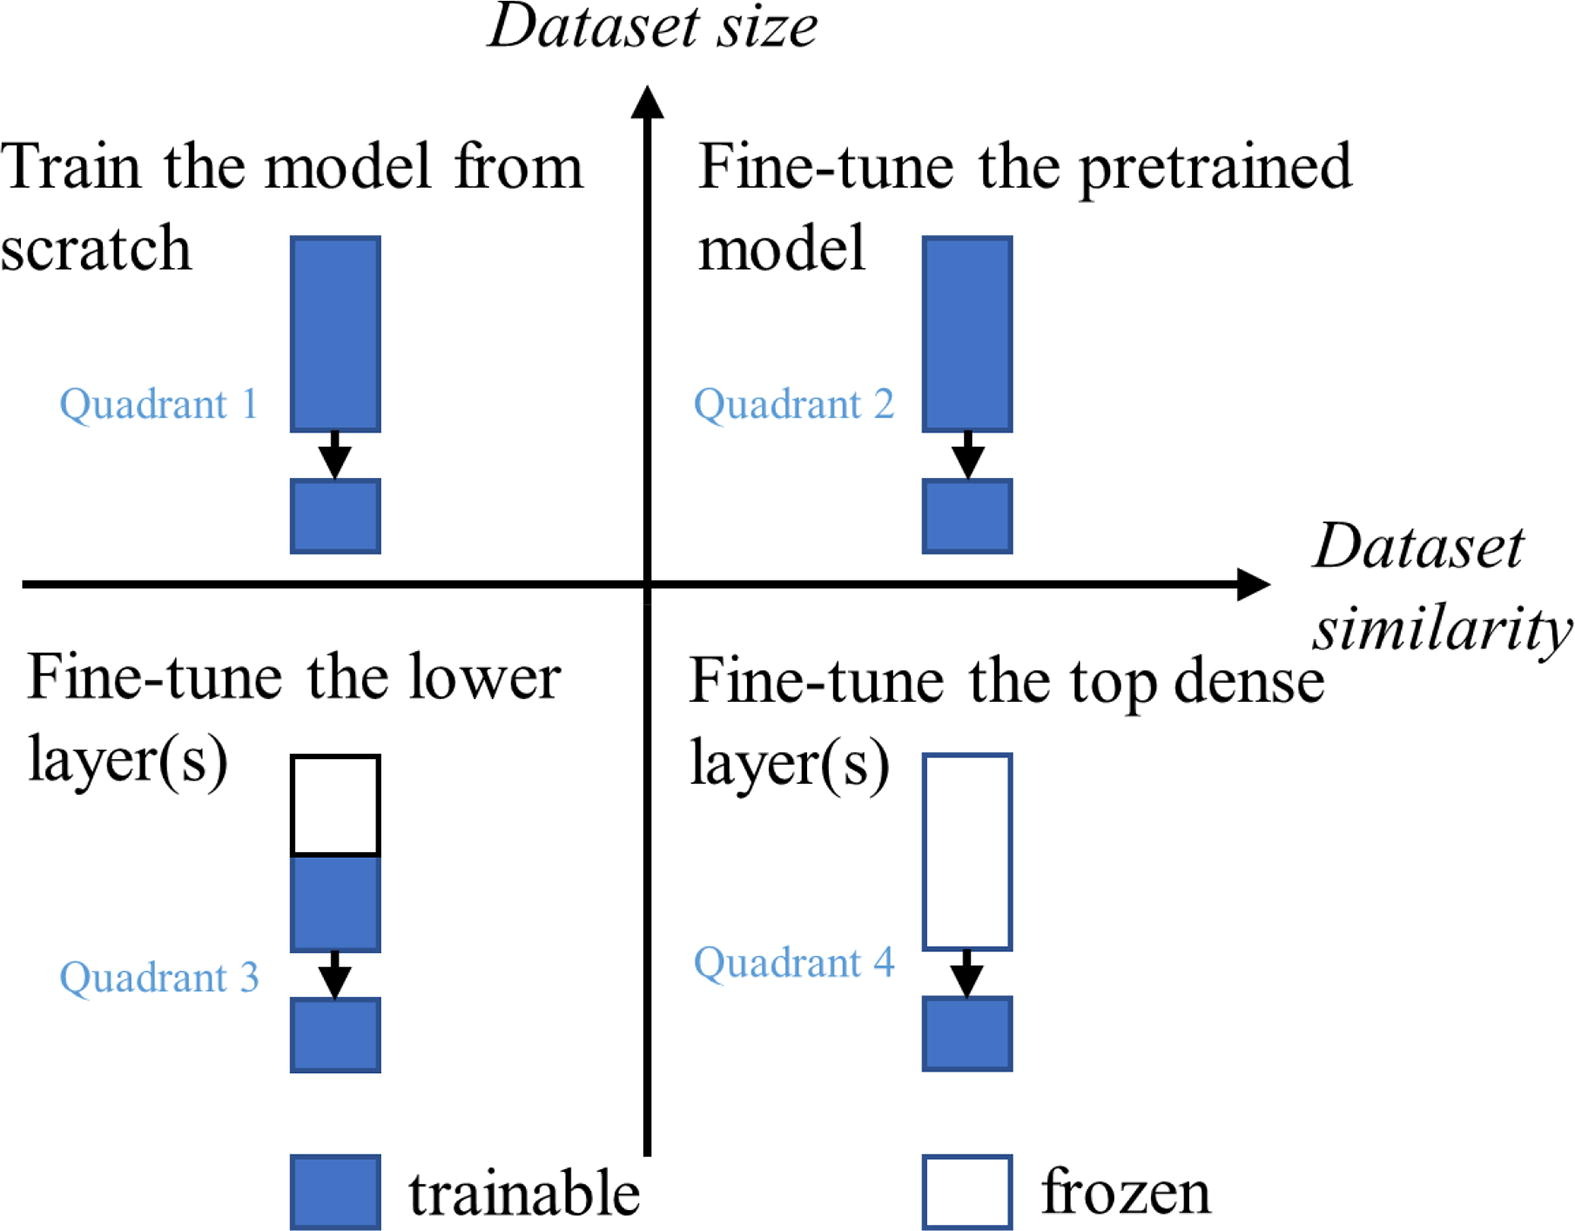 Dataset size
Train the model from
scratch
Quadrant 1
Fine-tune the pretrained
model
Quadrant 2
Dataset
similarity
Fine-tune the lower
layer(s)
Quadrant 3
Fine-tune the top dense
layer(s)
Quadrant 4
trainable
frozen